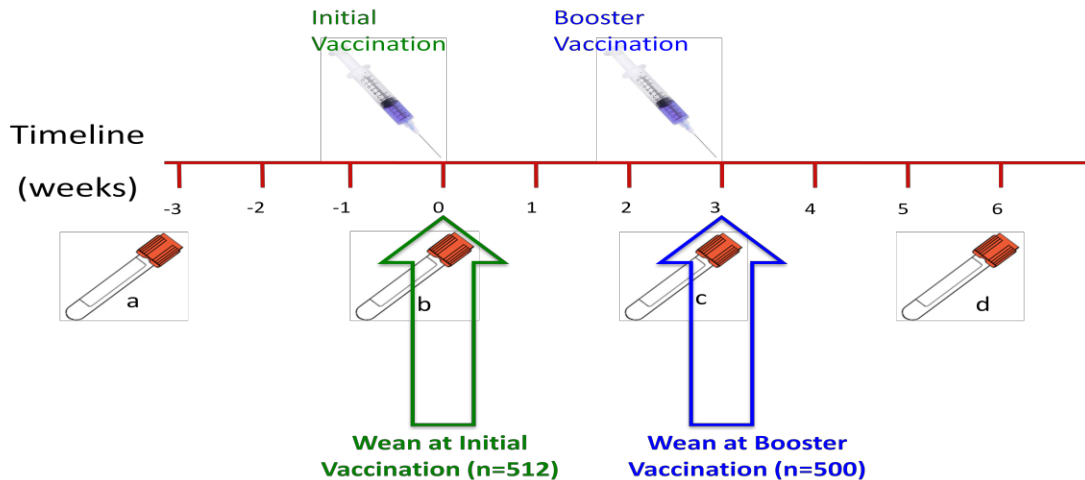 Initial
Vaccination
Booster
Vaccination
Timeline
(weeks)
-3 -2 -1 0 1 2 3 4 5 6
a b c d
Wean at Initial
Vaccination (n=512)
Wean at Booster
Vaccination (n=500)